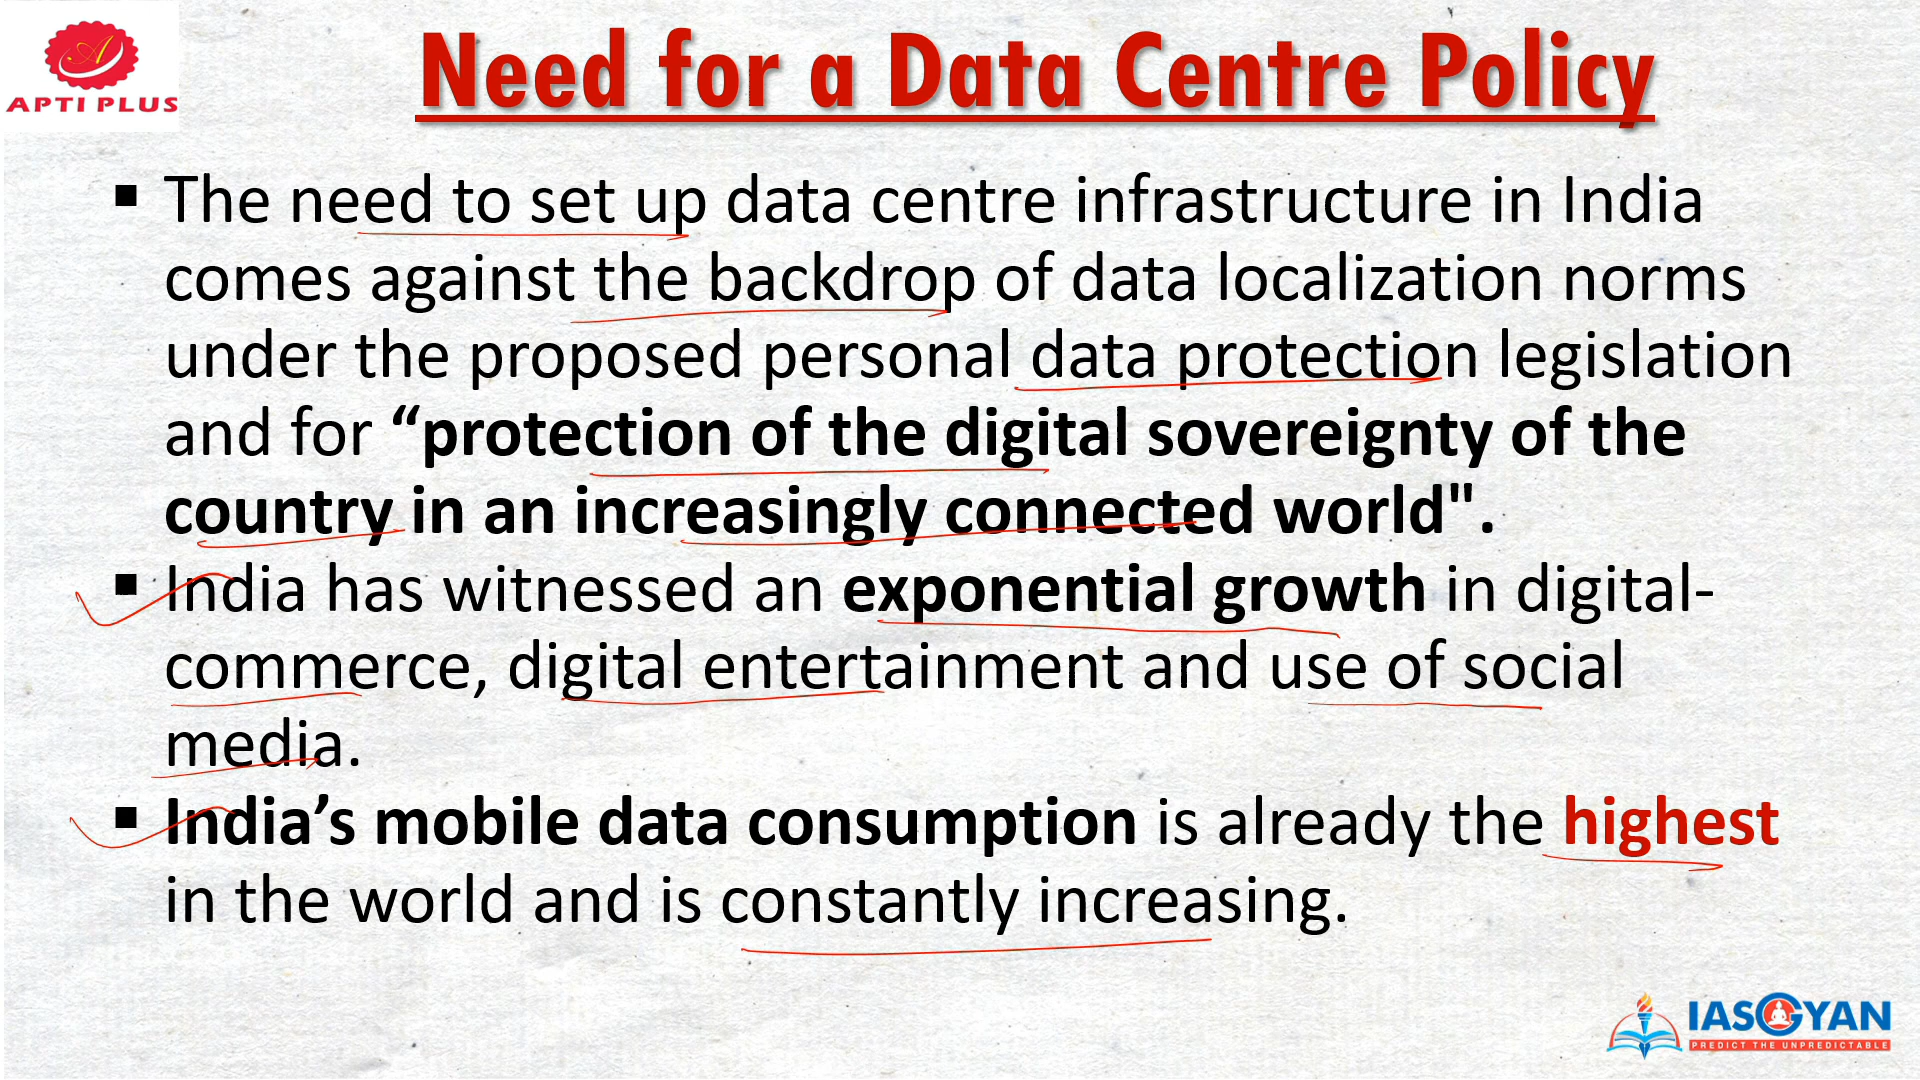 APTI PLUS
Need for a Data Centre Policy
▪ The need to set up data centre infrastructure in India
comes against the backdrop of data localization norms
under the proposed personal data protection legislation
and for “protection of the digital sovereignty of the
country in an increasingly connected world".
▪ India has witnessed an exponential growth in digital-
commerce, digital entertainment and use of social
media.
▪ India’s mobile data consumption is already the highest
in the world and is constantly increasing.
IASGYAN
PREDICT THE UNPREDICTABLE